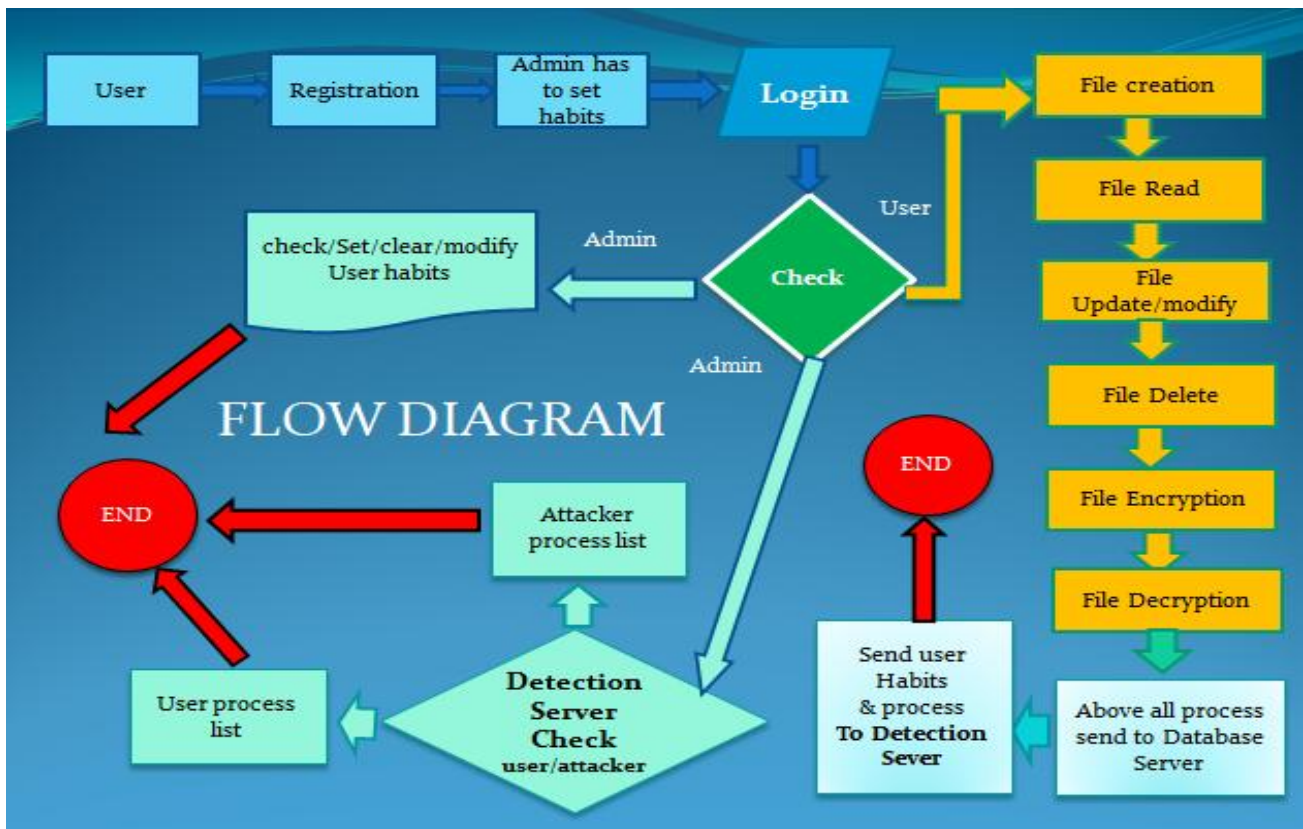 User
Registration
Admin has
to set
habits
Login
File creation
File Read
File
Update/modify
File Delete
File Encryption
File Decryption
Above all process
send to Database
Server
Send user
Habits
& process
To Detection
Sever
END
User
Check
Admin
check/Set/clear/modify
User habits
Admin
FLOW DIAGRAM
END
Attacker
process list
Detection
Server
Check
user/attacker
User process
list